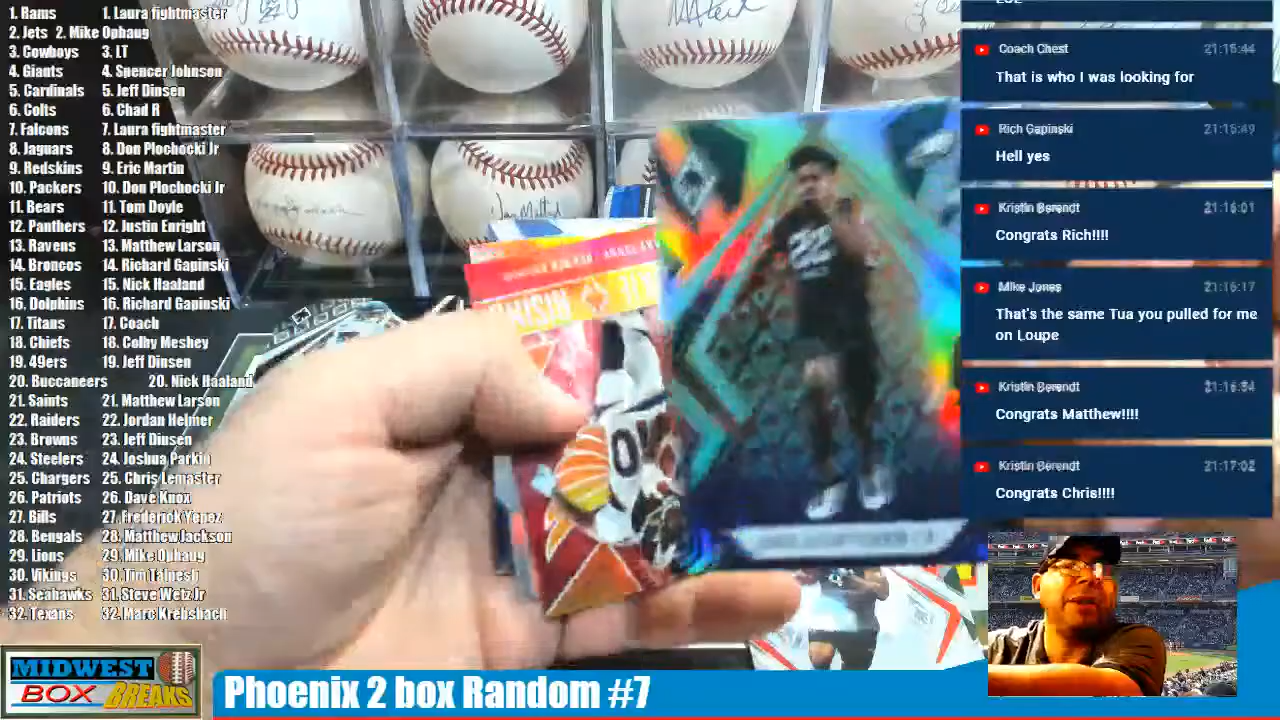 1. Rams 1. Laura fightmaster
2. Jets 2. Mike Ophaug
3. Cowboys 3. LT
4. Giants 4. Spencer Johnson
5. Cardinals 5. Jeff Dinsen
6. Colts 6. Chad R
7. Falcons 7. Laura fightmaster
8. Jaguars 8. Don Plochocki Jr
9. Redskins 9. Eric Martin
10. Packers 10. Don Plochocki Jr
11. Bears 11. Tom Doyle
12. Panthers 12. Justin Enright
13. Ravens 13. Matthew Larson
14. Broncos 14. Richard Gapinski
15. Eagles 15. Nick Haaland
16. Dolphins 16. Richard Gapinski
17. Titans 17. Coach
18. Chiefs 18. Colby Meshey
19. 49ers 19. Jeff Dinsen
20. Buccaneers 20. Nick Haaland
21. Saints 21. Matthew Larson
22. Raiders 22. Jordan Helmer
23. Browns 23. Jeff Dinsen
24. Steelers 24. Joshua Parkin
25. Chargers 25. Chris Lemaster
26. Patriots 26. Dave Knox
27. Bills 27. Frederick Yepez
28. Bengals 28. Matthew Jackson
29. Lions 29. Mike Ophaug
30. Vikings 30. Tim
31. Seahawks 31. Steve Wetz Jr
32. Texans 32. Marc Krebsbach
Coach Chest 21:15:44
That is who I was looking for
Rich Gapinski 21:15:49
Hell yes
Kristin Berendt 21:16:01
Congrats Rich!!!!
Mike Jones 21:16:17
That's the same Tua you pulled for me
on Loupe
Kristin Berendt 21:16:54
Congrats Matthew!!!!
Kristin Berendt 21:17:02
Congrats Chris!!!!
RISING
MIDWEST
BOX BREAKS
Phoenix 2 box Random #7